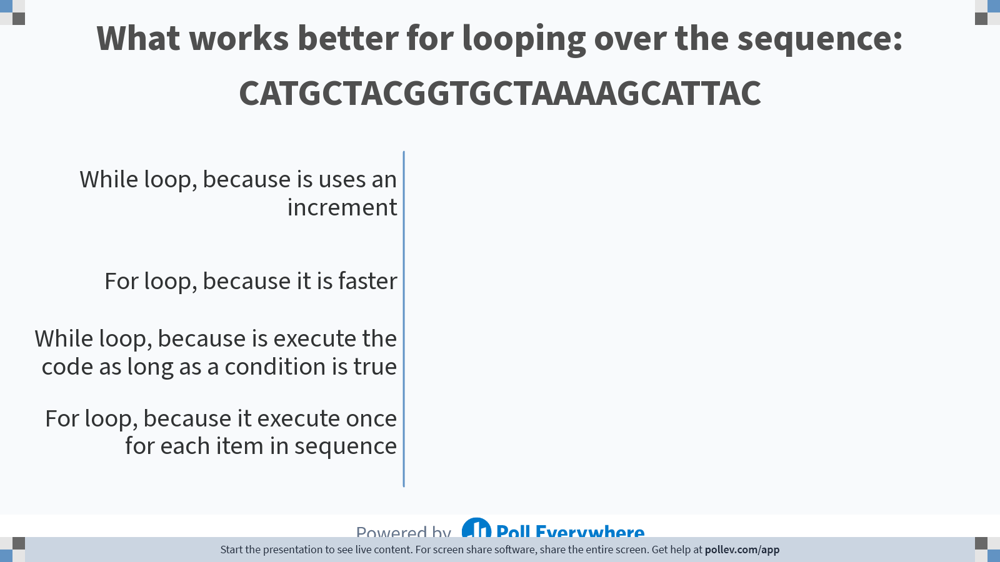 What works better for looping over the sequence:
CATGCTACGGTGCTAAAAGCATTAC
While loop, because is uses an
increment
For loop, because it is faster
While loop, because is execute the
code as long as a condition is true
For loop, because it execute once
for each item in sequence
Powered by Poll Everywhere
Start the presentation to see live content. For screen share software, share the entire screen. Get help at pollev.com/app